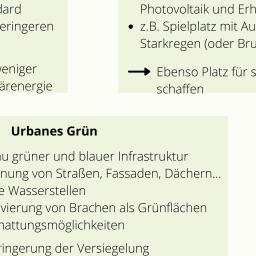 dard
geringeren
weniger
ärenergie
Photovoltaik und Erh
• z.B. Spielplatz mit Au
Starkregen (oder Bru
Ebenso Platz für s
schaffen
Urbanes Grün
u grüner und blauer Infrastruktur
nung von Straßen, Fassaden, Dächern...
e Wasserstellen
vierung von Brachen als Grünflächen
hattungsmöglichkeiten
ringerung der Versiegelung